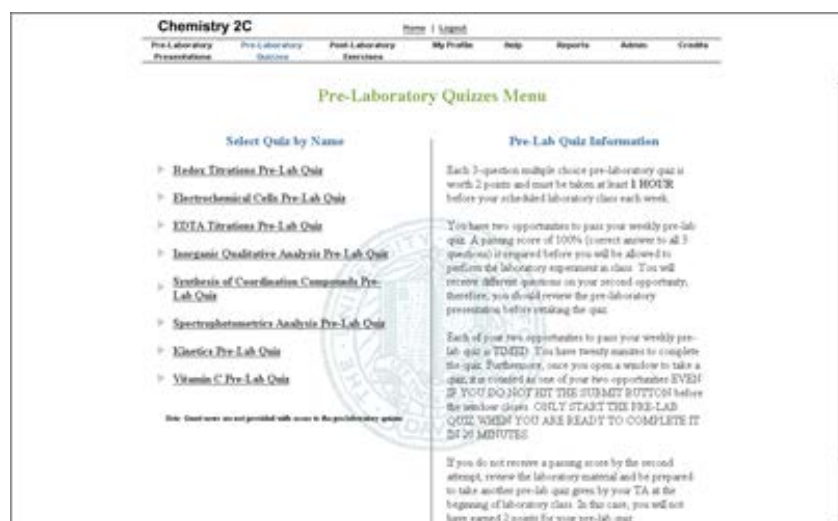 Chemistry 2C
Home | Logout
Pre-Laboratory Presentations
Pre-Laboratory Quizzes
Post-Laboratory Exercises
My Profile
Help
Reports
Admin
Credits
Pre-Laboratory Quizzes Menu
Select Quiz by Name
Redox Titrations Pre-Lab Quiz
Electrochemical Cells Pre-Lab Quiz
EDTA Titrations Pre-Lab Quiz
Inorganic Qualitative Analysis Pre-Lab Quiz
Synthesis of Coordination Compounds Pre-
Lab Quiz
Spectrophotometrics Analysis Pre-Lab Quiz
Kinetics Pre-Lab Quiz
Vitamin C Pre-Lab Quiz
Note: Guest users are not provided with access to the pre-laboratory quizzes
Pre-Lab Quiz Information
Each 3-question multiple choice pre-laboratory quiz is
worth 2 points and must be taken at least 1 HOUR
before your scheduled laboratory class each week.
You have two opportunities to pass your weekly pre-lab
quiz. A passing score of 100% (correct answer to all 3
questions) is required before you will be allowed to
perform the laboratory experiment in class. You will
receive different questions on your second opportunity,
therefore, you should review the pre-laboratory
presentation before retaking the quiz.
Each of your two opportunities to pass your weekly pre-
lab quiz is TIMED. You have twenty minutes to complete
the quiz. Furthermore, once you open a window to take a
quiz, it is counted as one of your two opportunities EVEN
IF YOU DO NOT HIT THE SUBMIT BUTTON before
the window closes. ONLY START THE PRE-LAB
QUIZ WHEN YOU ARE READY TO COMPLETE IT
IN 20 MINUTES.
If you do not receive a passing score by the second
attempt, review the laboratory material and be prepared
to take another pre-lab quiz given by your TA at the
beginning of laboratory class. In this case, you will not
have earned 2 points for your pre-lab quiz.